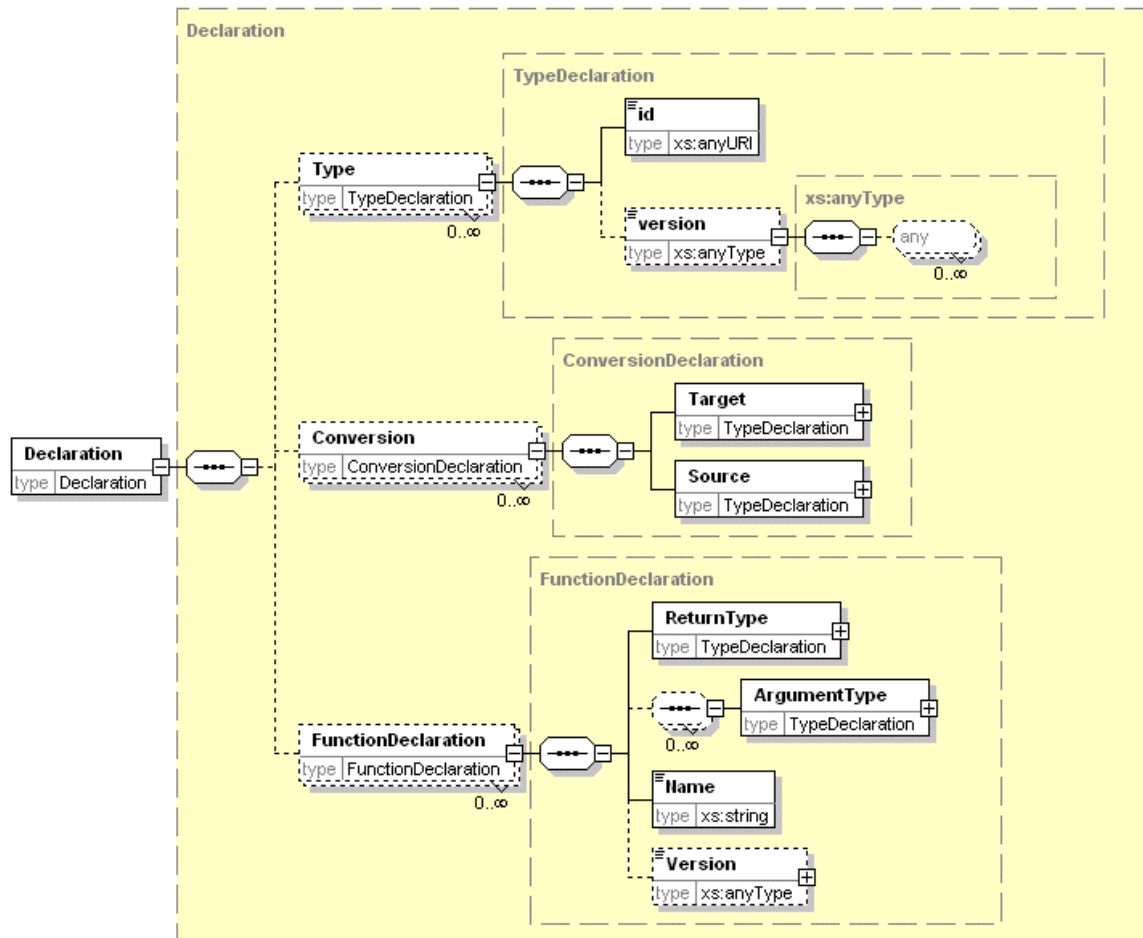 Declaration
TypeDeclaration
id
type xs:anyURI
Type
type TypeDeclaration
0..∞
xs:anyType
version
type xs:anyType
any
0..∞
ConversionDeclaration
Target
type TypeDeclaration
Conversion
type ConversionDeclaration
0..∞
Source
type TypeDeclaration
Declaration
type Declaration
FunctionDeclaration
ReturnType
type TypeDeclaration
ArgumentType
type TypeDeclaration
0..∞
FunctionDeclaration
type FunctionDeclaration
0..∞
Name
type xs:string
Version
type xs:anyType